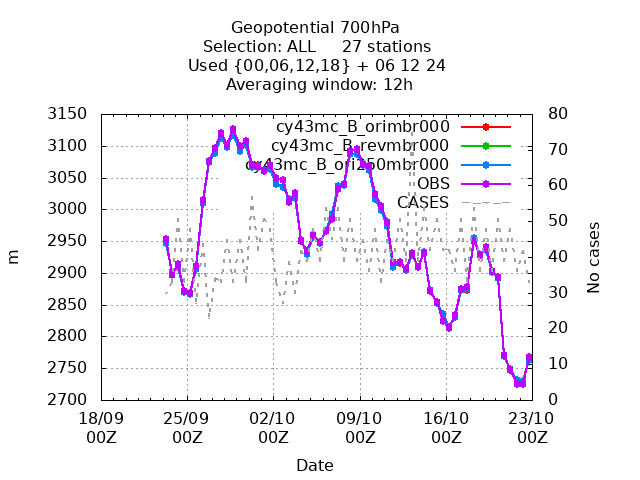 Geopotential 700hPa
Selection: ALL     27 stations
Used {00,06,12,18} + 06 12 24
Averaging window: 12h
cy43mc_B_orimbr000
cy43mc_B_revmbr000
cy43mc_B_ori250mbr000
OBS
CASES
3150
3100
3050
3000
2950
2900
2850
2800
2750
2700
m
80
70
60
50
40
30
20
10
0
No cases
18/09 25/09 02/10 09/10 16/10 23/10
00Z 00Z 00Z 00Z 00Z 00Z
Date